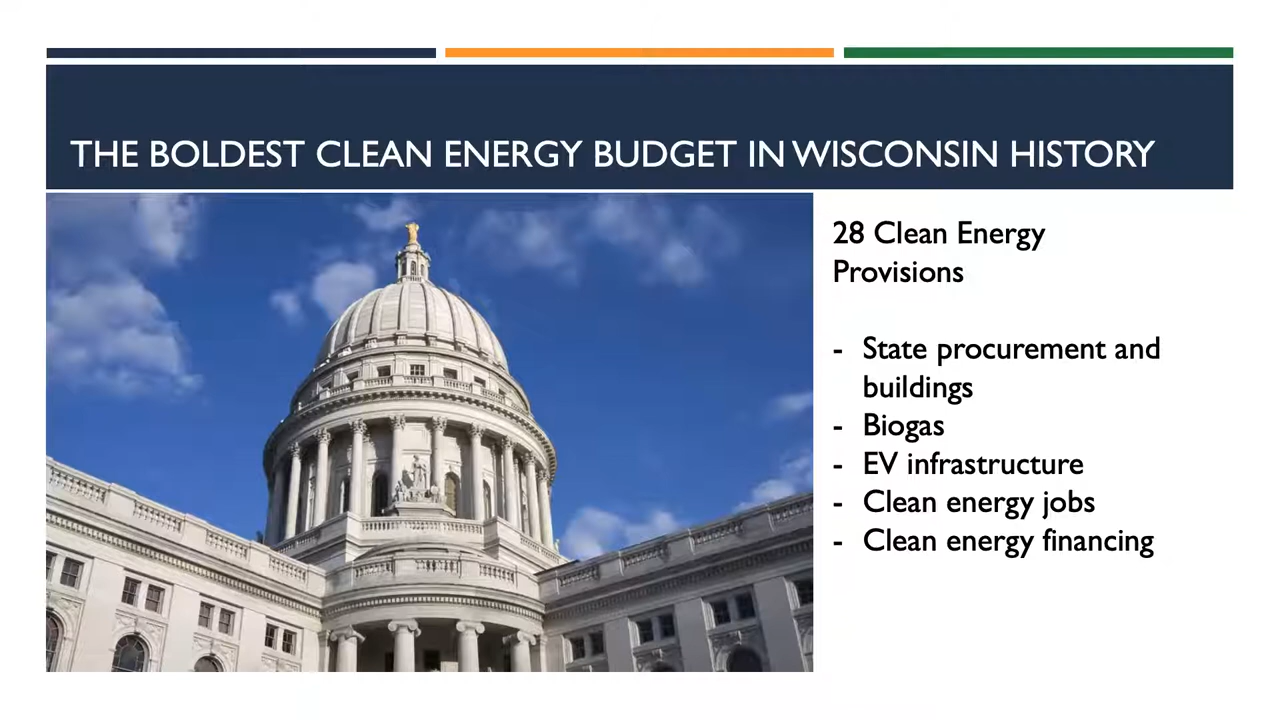 THE BOLDEST CLEAN ENERGY BUDGET IN WISCONSIN HISTORY
28 Clean Energy
Provisions
- State procurement and
buildings
- Biogas
- EV infrastructure
- Clean energy jobs
- Clean energy financing